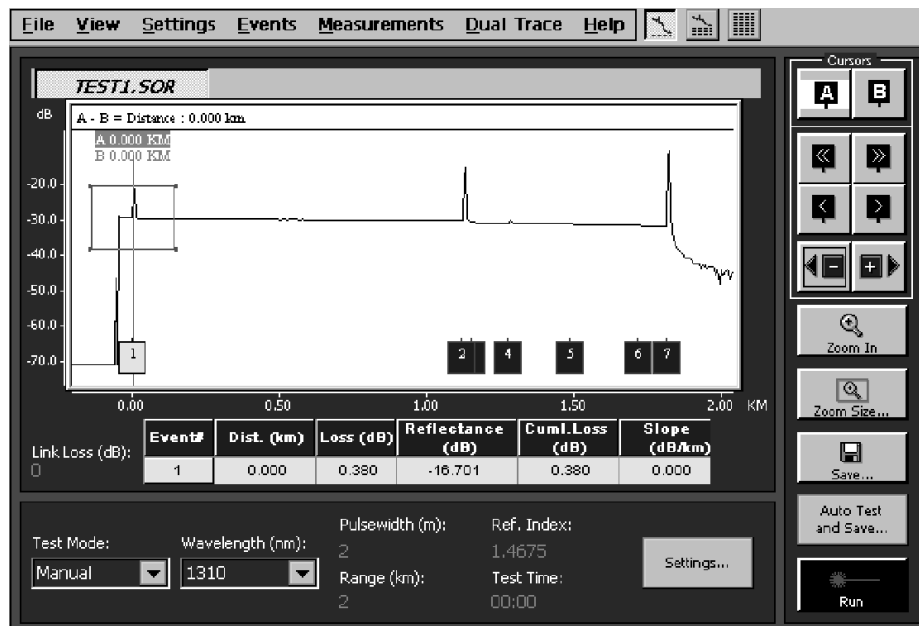 File View Settings Events Measurements Dual Trace Help
Cursors
TEST1.SOR
A B
dB
A - B = Distance : 0.000 km
A 0.000 KM
B 0.000 KM
-20.0
-30.0
-40.0
-50.0
-60.0
-70.0
1 2 4 5 6 7
0.00 0.50 1.00 1.50 2.00 KM
Zoom In
Zoom Size...
Save...
Auto Test
and Save...
Run
Link Loss (dB):
0
Event# Dist. (km) Loss (dB) Reflectance (dB) Cuml.Loss (dB) Slope (dB/km)
1 0.000 0.380 -16.701 0.380 0.000
Test Mode: Wavelength (nm): Pulsewidth (m): Ref. Index:
Manual 1310 2 1.4675
Range (km): Test Time:
2 00:00
Settings...